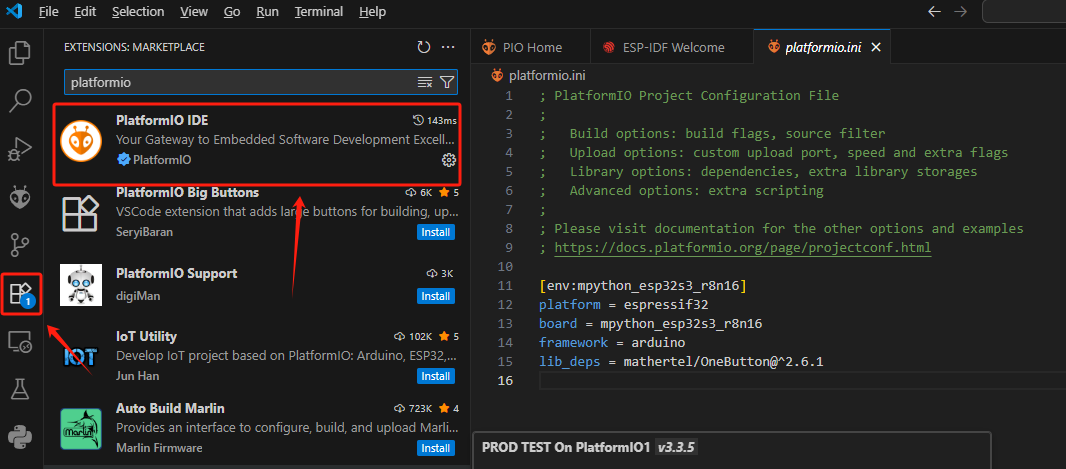 File Edit Selection View Go Run Terminal Help
EXTENSIONS: MARKETPLACE
platformio
PlatformIO IDE 143ms
Your Gateway to Embedded Software Development Excell...
PlatformIO
PlatformIO Big Buttons 6K 5
VSCode extension that adds large buttons for building, up...
SeryiBaran Install
PlatformIO Support 3K
digiMan Install
IoT Utility 102K 5
Develop IoT project based on PlatformIO: Arduino, ESP32,...
Jun Han Install
IOT
Auto Build Marlin 723K 4
Provides an interface to configure, build, and upload Marli...
Marlin Firmware Install
Marlin
1
PIO Home ESP-IDF Welcome platformio.ini
platformio.ini
1 ; PlatformIO Project Configuration File
2 ;
3 ; Build options: build flags, source filter
4 ; Upload options: custom upload port, speed and extra flags
5 ; Library options: dependencies, extra library storages
6 ; Advanced options: extra scripting
7 ;
8 ; Please visit documentation for the other options and examples
9 ; https://docs.platformio.org/page/projectconf.html
10
11 [env:mpython_esp32s3_r8n16]
12 platform = espressif32
13 board = mpython_esp32s3_r8n16
14 framework = arduino
15 lib_deps = mathertel/OneButton@^2.6.1
16
PROD TEST On PlatformIO1 v3.3.5